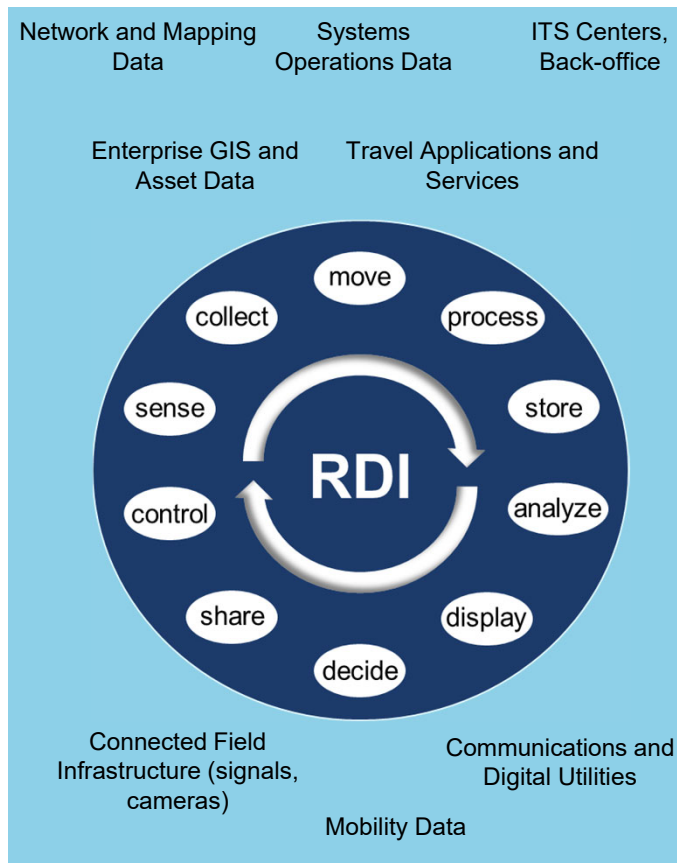 Network and Mapping
Data
Systems
Operations Data
ITS Centers,
Back-office
Enterprise GIS and
Asset Data
Travel Applications and
Services
move
collect
process
sense
store
RDI
control
analyze
share
display
decide
Connected Field
Infrastructure (signals,
cameras)
Communications and
Digital Utilities
Mobility Data